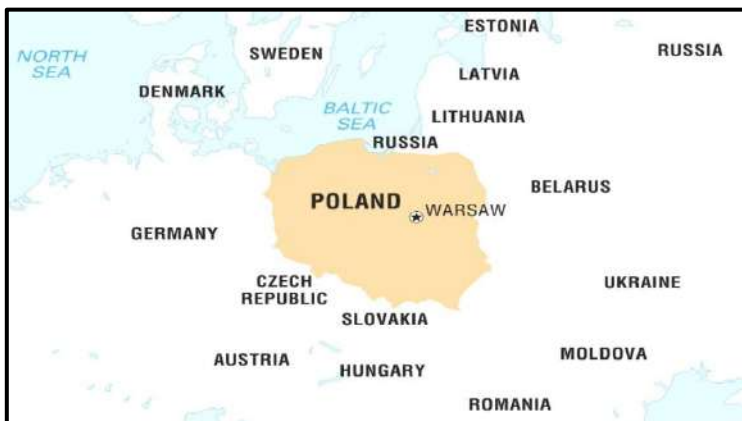 ESTONIA
NORTH
SEA
SWEDEN
RUSSIA
LATVIA
DENMARK
BALTIC
SEA
LITHUANIA
RUSSIA
BELARUS
POLAND
WARSAW
GERMANY
CZECH
REPUBLIC
UKRAINE
SLOVAKIA
AUSTRIA
HUNGARY
MOLDOVA
ROMANIA